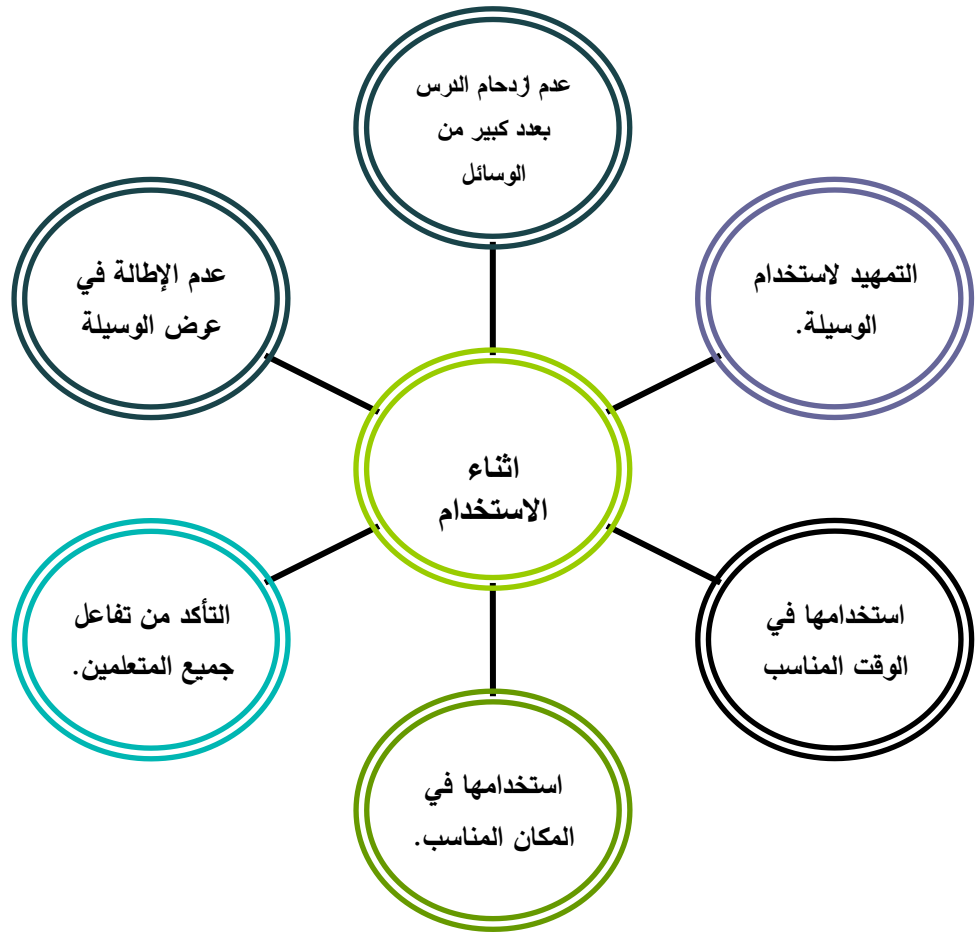 عدم ازدحام الدرس
بعدد كبير من
الوسائل
التمهيد لاستخدام
الوسيلة.
استخدامها في
الوقت المناسب
استخدامها في
المكان المناسب.
التأكد من تفاعل
جميع المتعلمين.
عدم الإطالة في
عرض الوسيلة
اثناء
الاستخدام